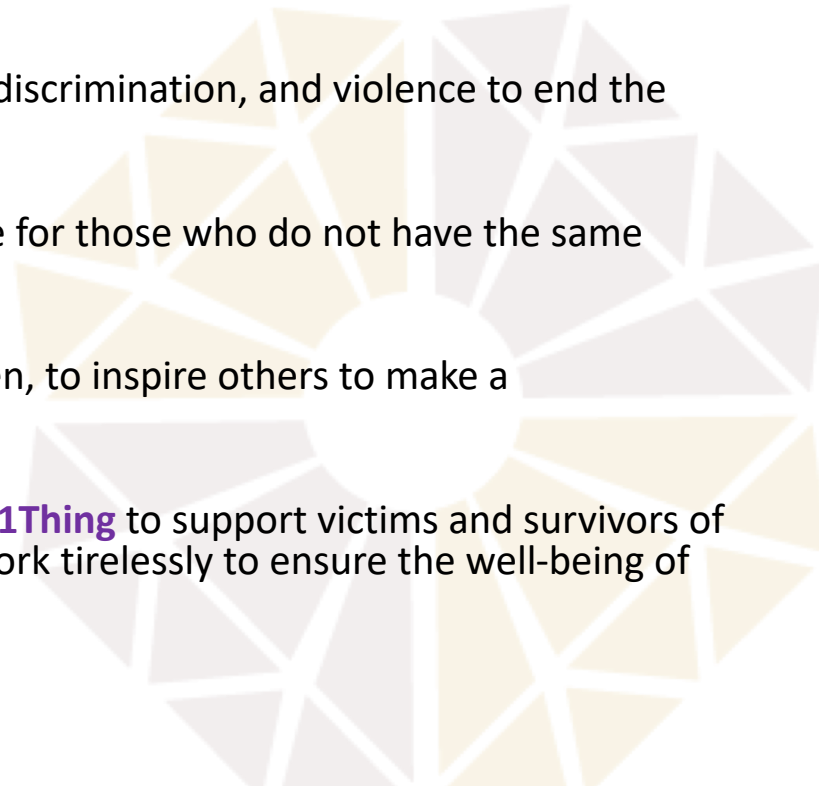 discrimination, and violence to end the
for those who do not have the same
to inspire others to make a
1Thing to support victims and survivors of
tirelessly to ensure the well-being of